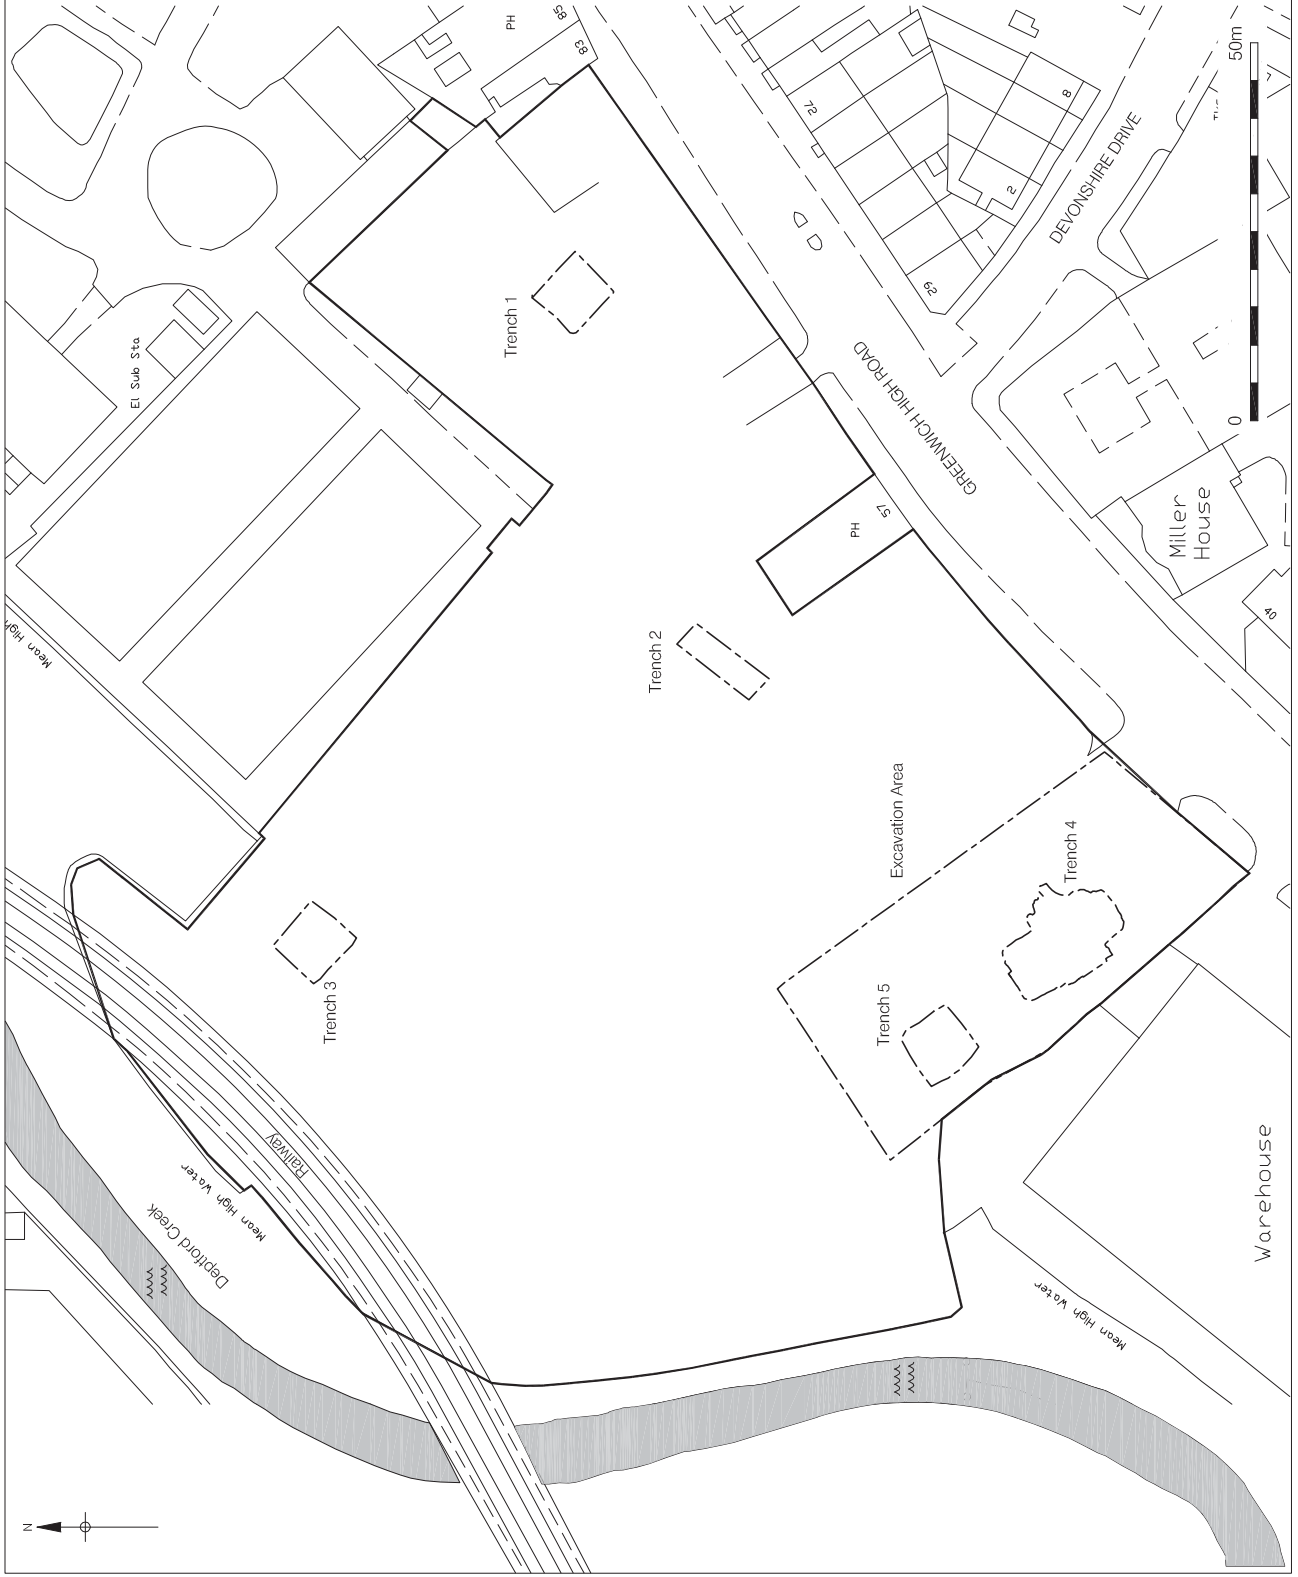 N
Deptford Creek
Mean High Water
Railway
Mean High
El Sub Sta
PH
85
83
Trench 1
Trench 2
Trench 3
Excavation Area
Trench 4
Trench 5
PH
57
GREENWICH HIGH ROAD
DEVONSHIRE DRIVE
72
62
2
8
Miller
House
40
Mean High Water
Warehouse
0
50m